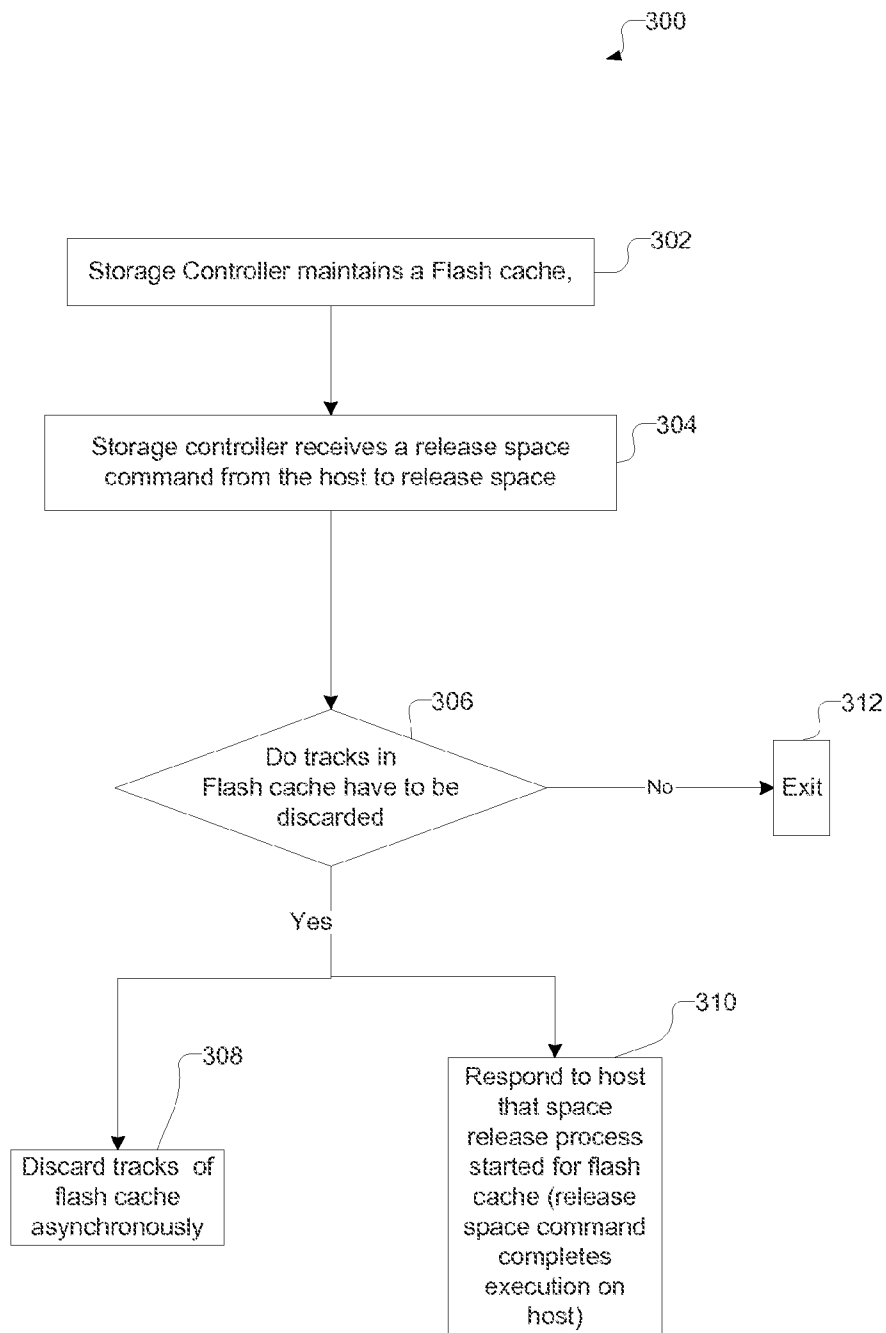 300
302
Storage Controller maintains a Flash cache,
304
Storage controller receives a release space
command from the host to release space
306
Do tracks in
Flash cache have to be
discarded
No
312
Exit
Yes
308
Discard tracks of
flash cache
asynchronously
310
Respond to host
that space
release process
started for flash
cache (release
space command
completes
execution on
host)